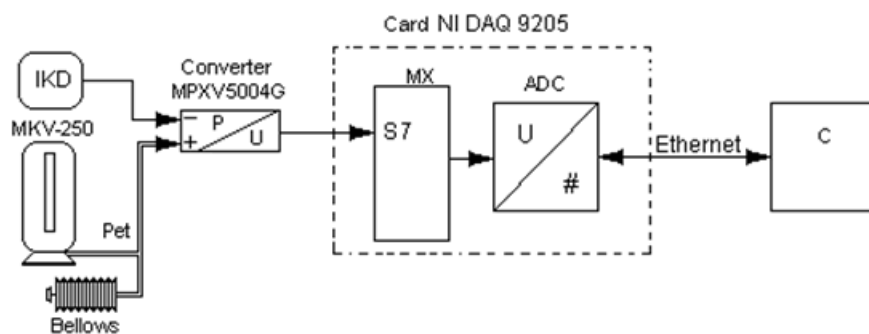 Card NI DAQ 9205
IKD
Converter
MPXV5004G
MX
ADC
MKV-250
−
P
+
U
S7
U
#
Ethernet
C
Pet
Bellows